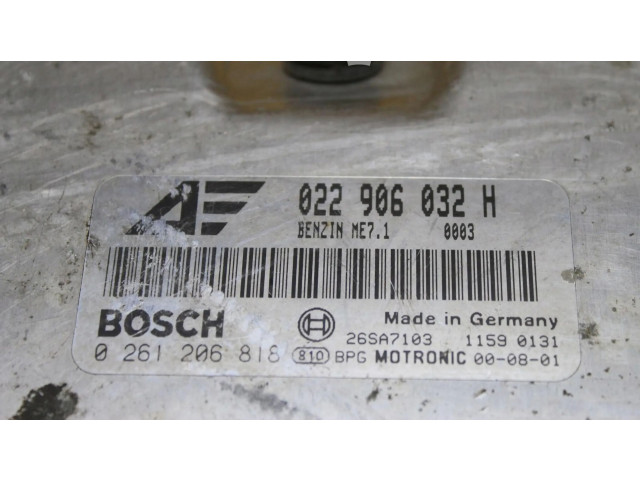 AE 022 906 032 H
BENZIN ME7.1 0003
BOSCH Made in Germany
26SA7103 1159 0131
0 261 206 818 810 BPG MOTRONIC 00-08-01